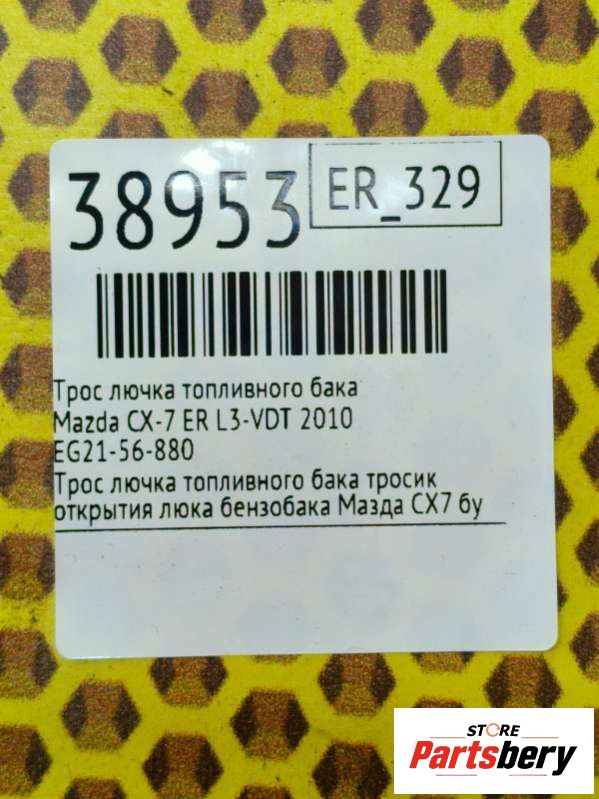 38953
ER_329
Трос лючка топливного бака
Mazda CX-7 ER L3-VDT 2010
EG21-56-880
Трос лючка топливного бака тросик
открытия люка бензобака Мазда СХ7 бу
STORE
Partsbery